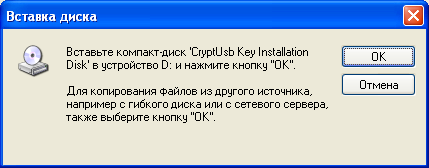 Вставка диска
Вставьте компакт-диск 'CryptUsb Key Installation
Disk' в устройство D: и нажмите кнопку "OK".
OK
Отмена
Для копирования файлов из другого источника,
например с гибкого диска или с сетевого сервера,
также выберите кнопку "OK".